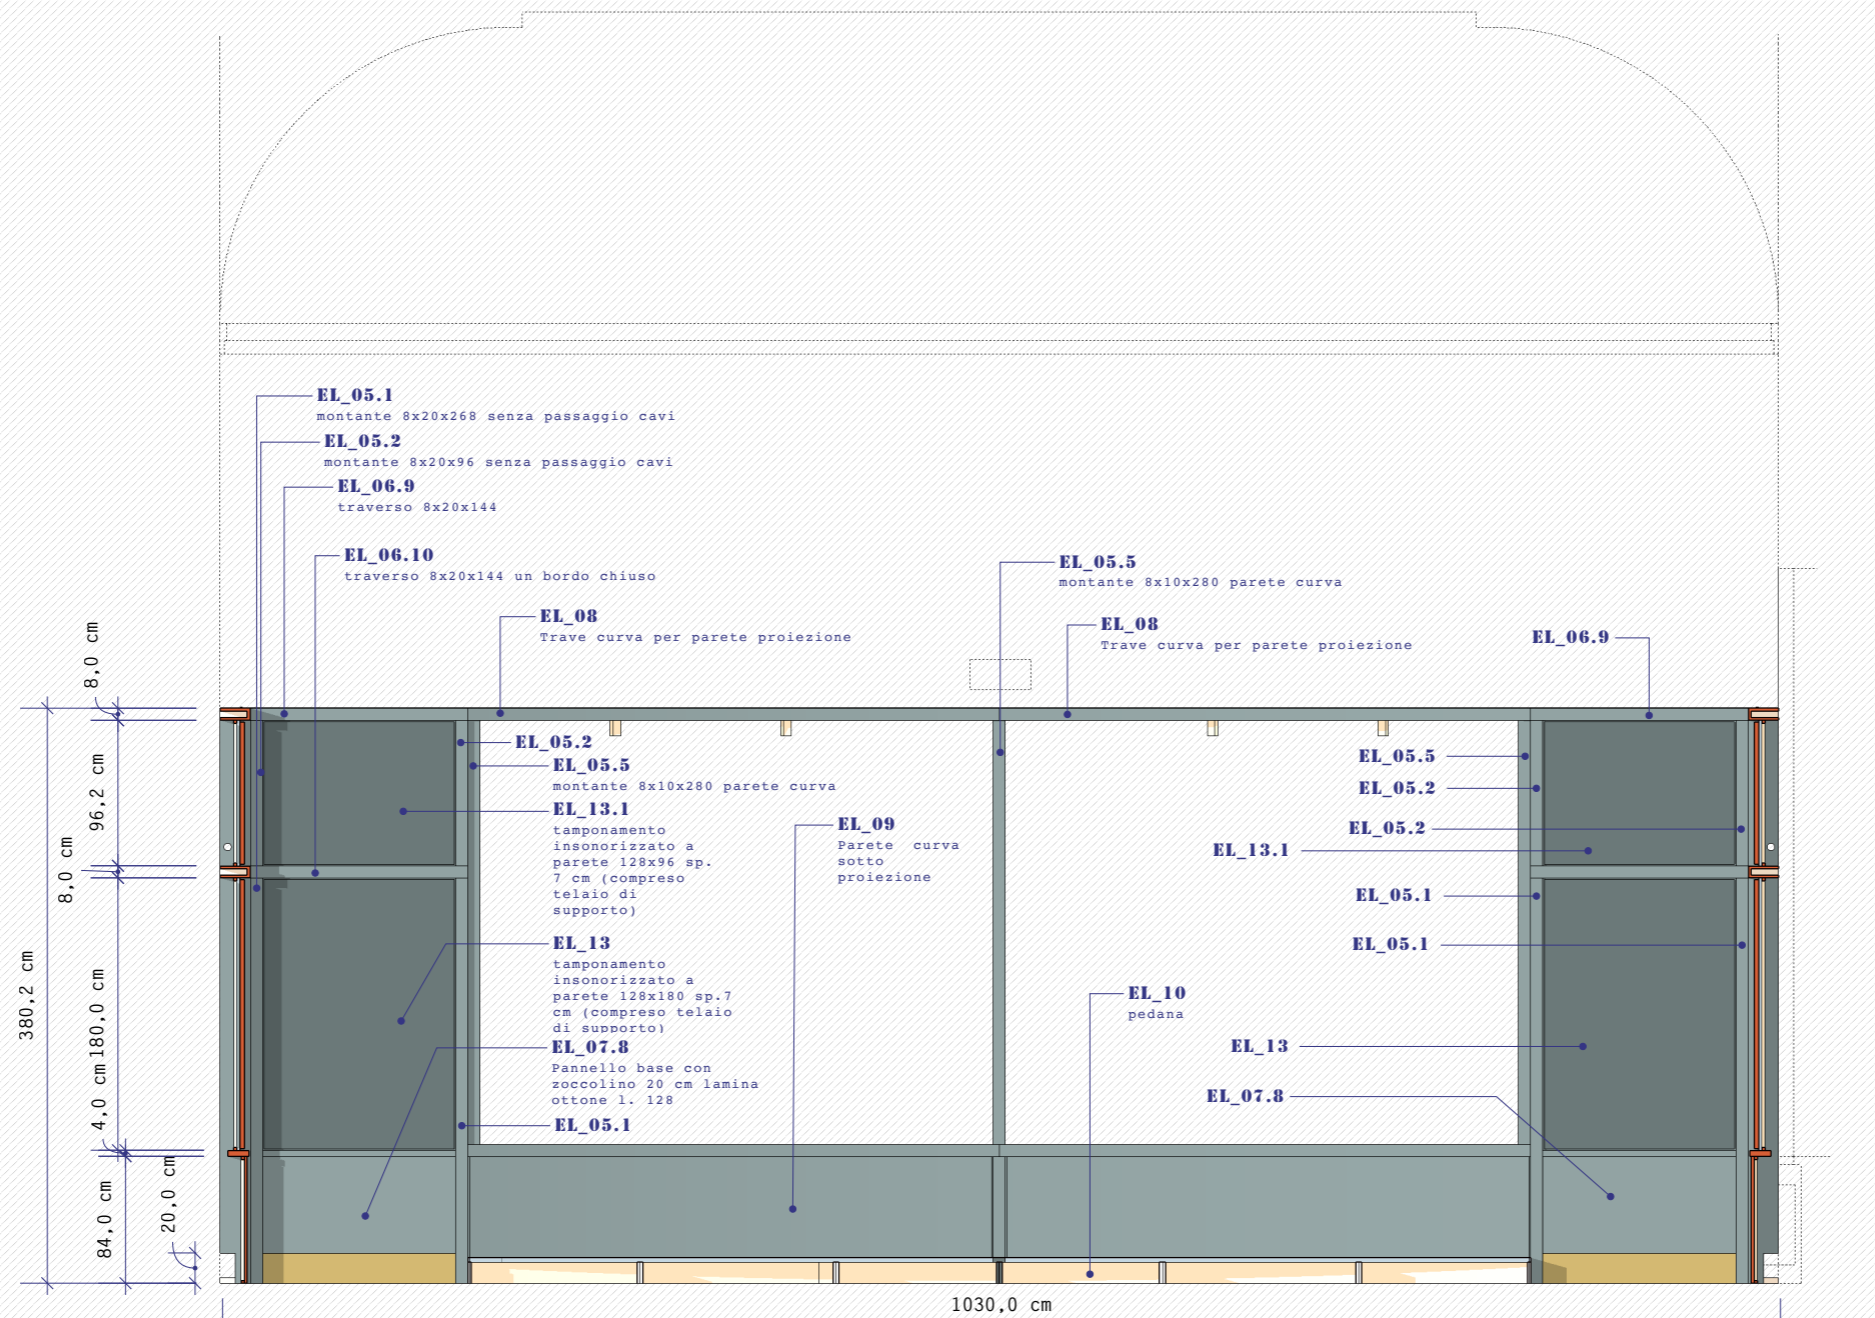 EL_05.1
montante 8x20x268 senza passaggio cavi
EL_05.2
montante 8x20x96 senza passaggio cavi
EL_06.9
traverso 8x20x144
EL_06.10
traverso 8x20x144 un bordo chiuso
EL_05.5
montante 8x10x280 parete curva
EL_08
Trave curva per parete proiezione
EL_08
Trave curva per parete proiezione
EL_06.9
EL_05.2
EL_05.5
montante 8x10x280 parete curva
EL_13.1
tamponamento
insonorizzato a
parete 128x96 sp.
7 cm (compreso
telaio di
supporto)
EL_09
Parete curva
sotto
proiezione
EL_13
tamponamento
insonorizzato a
parete 128x180 sp.7
cm (compreso telaio
di supporto)
EL_07.8
Pannello base con
zoccolino 20 cm lamina
ottone l. 128
EL_05.1
EL_10
pedana
EL_05.5
EL_05.2
EL_05.2
EL_13.1
EL_05.1
EL_05.1
EL_13
EL_07.8
8,0 cm
96,2 cm
8,0 cm
380,2 cm
180,0 cm
4,0 cm
84,0 cm
20,0 cm
1030,0 cm